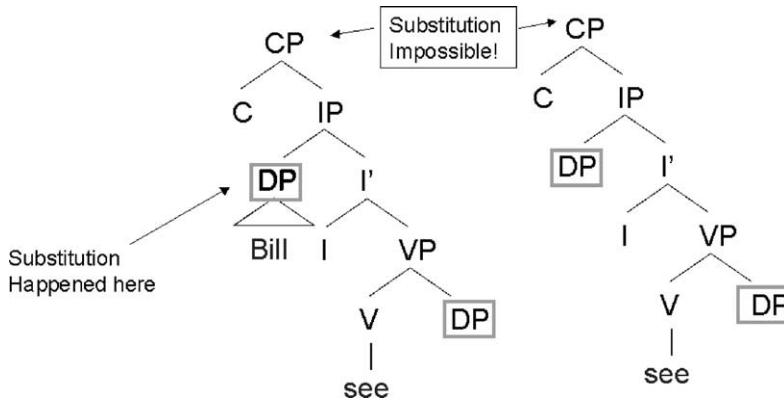 Substitution
Impossible!
CP
CP
C
IP
C
IP
DP
I'
DP
I'
Bill
I
VP
I
VP
Substitution
Happened here
V
DP
V
DP
see
see